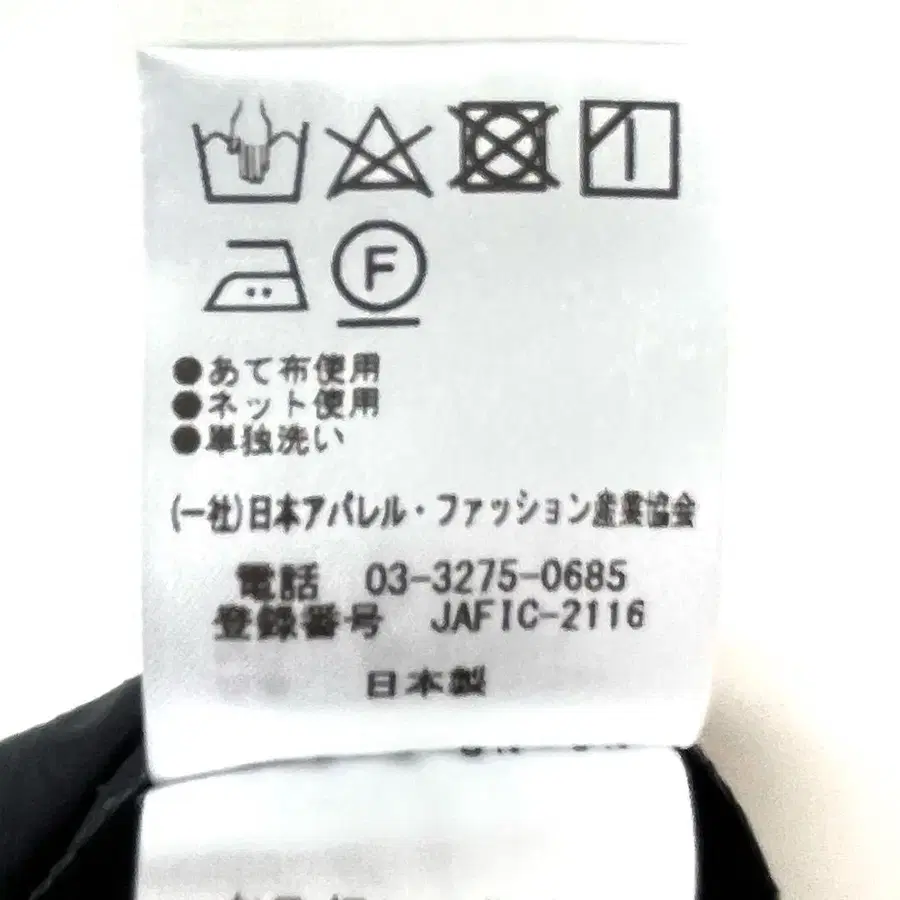 F
●あて布使用
●ネット使用
●単独洗い
(一社)日本アパレル・ファッション産業協会
電話 03-3275-0685
登録番号 JAFIC-2116
日本製